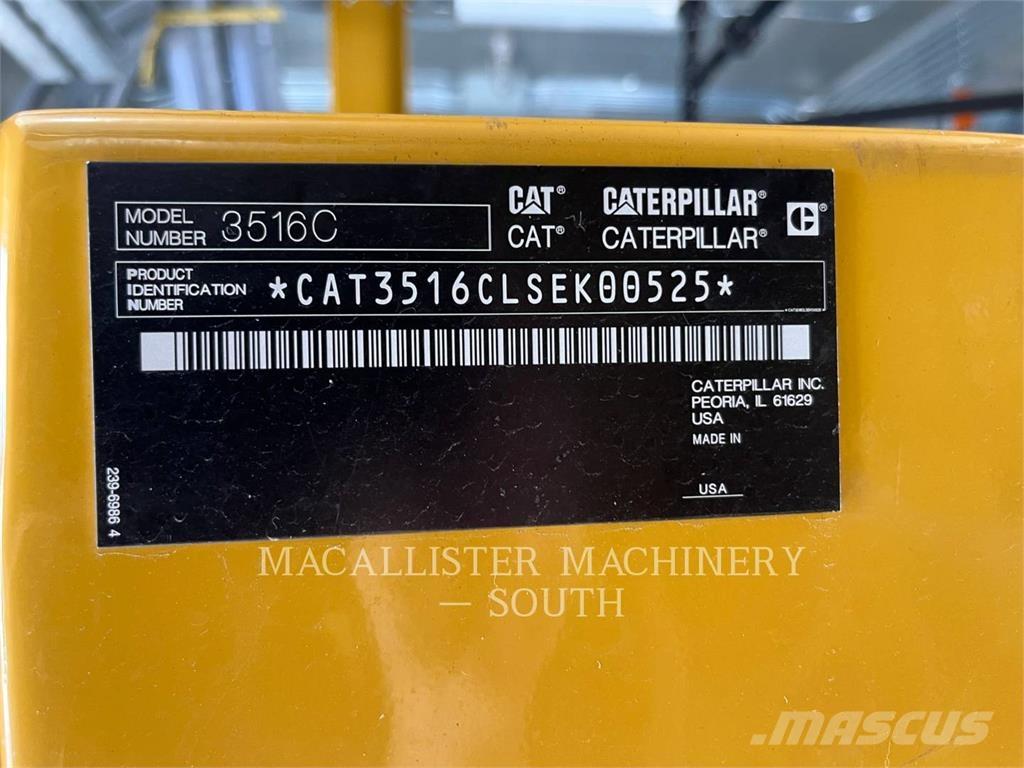 MODEL NUMBER 3516C
CAT® CATERPILLAR®
CAT® CATERPILLAR® C®
PRODUCT IDENTIFICATION NUMBER *CAT3516CLSEK00525*
CATERPILLAR INC.
PEORIA, IL 61629
USA
MADE IN
USA
239-6986 4
MACALLISTER MACHINERY
— SOUTH
MASCUS